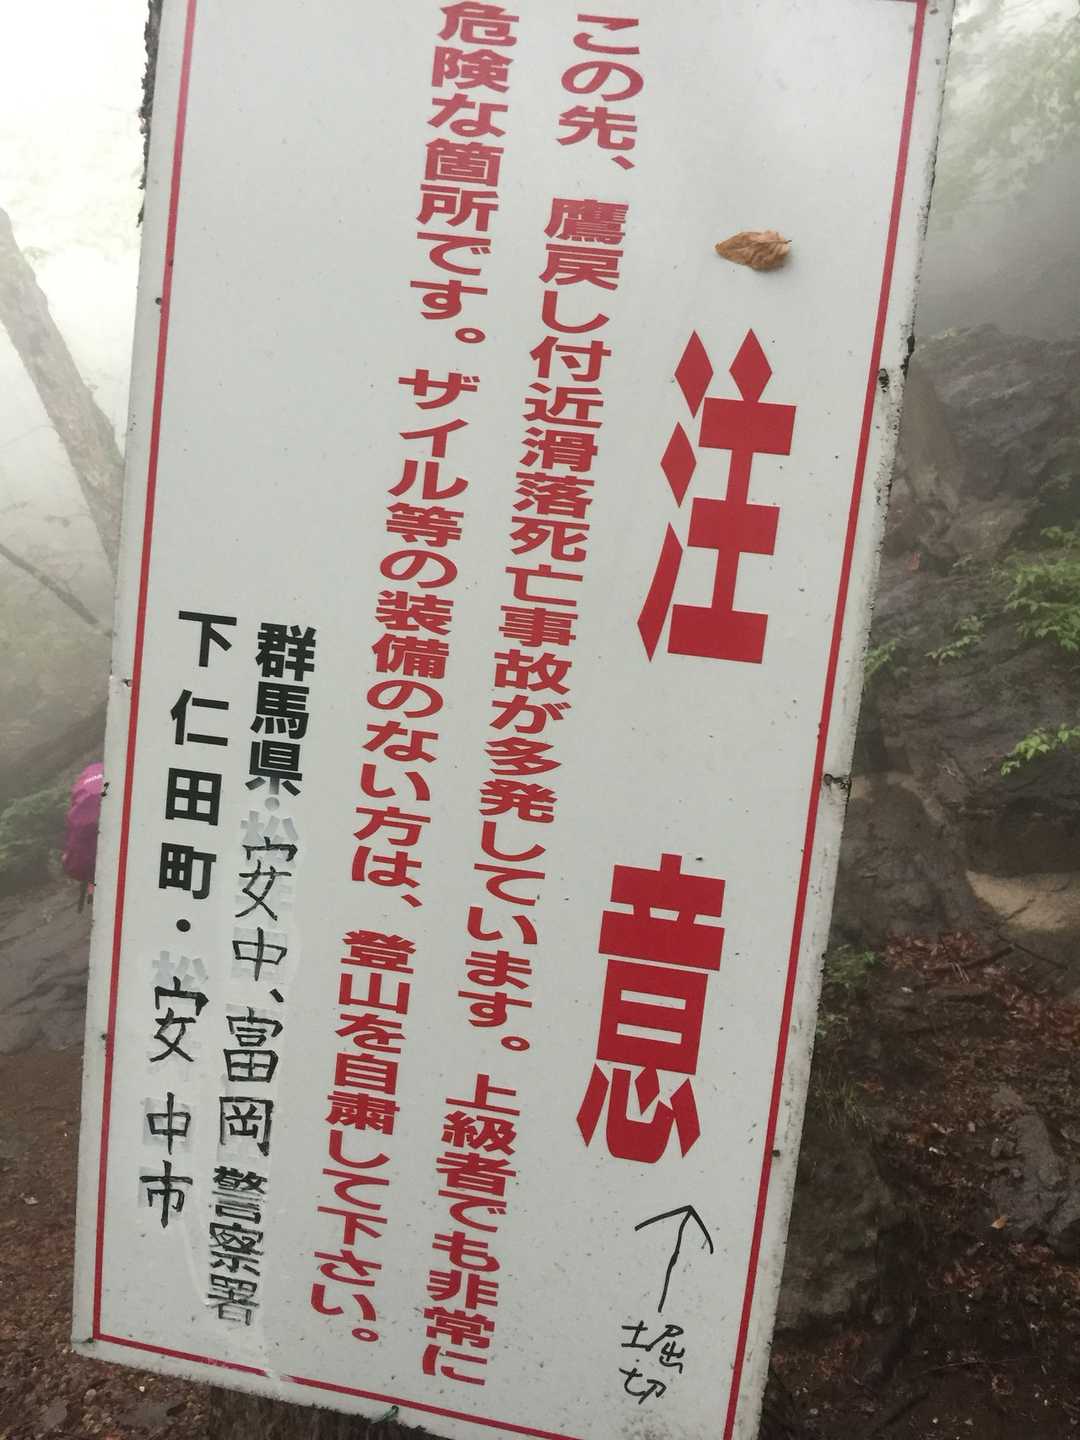 注意
この先、鷹戻し付近滑落死亡事故が多発しています。上級者でも非常に
危険な箇所です。ザイル等の装備のない方は、登山を自粛して下さい。
群馬県・安中、富岡警察署
下仁田町・安中市
↑
堀切